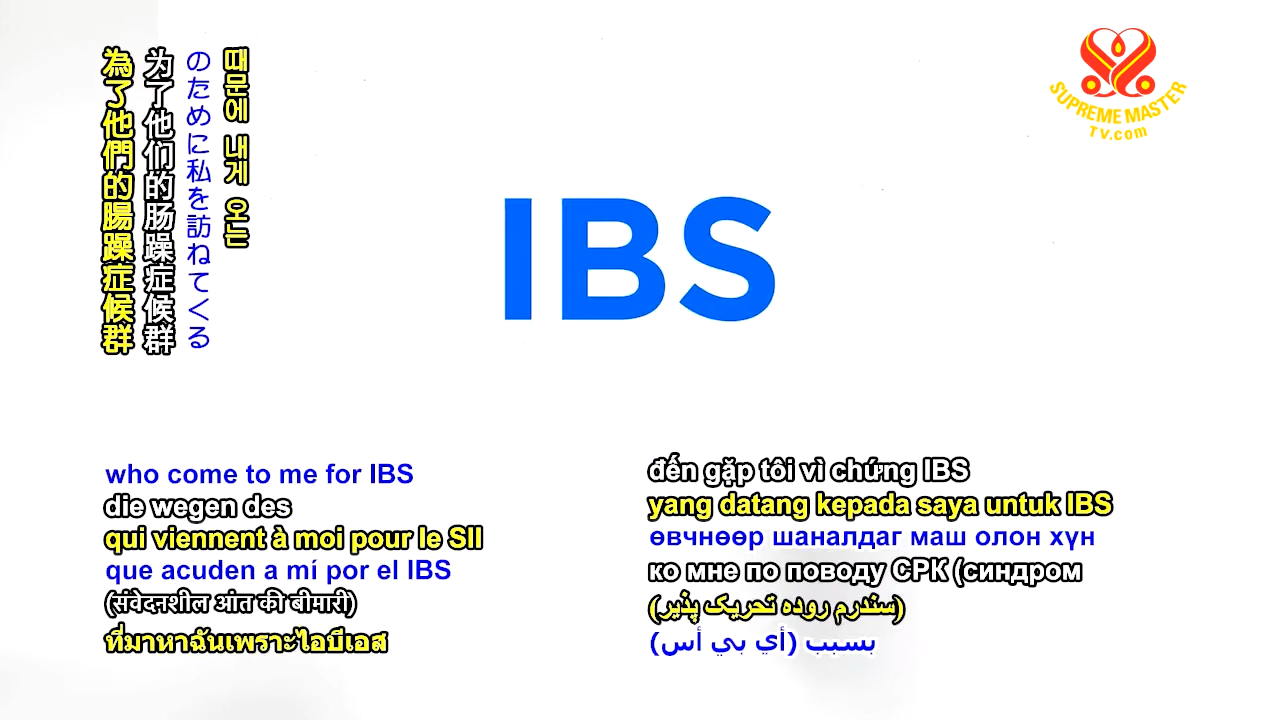 為了他們的腸躁症候群
为了他们的肠躁症候群
のために私を訪ねてくる
때문에 내게 오는
SUPREME MASTER
TV.com
IBS
who come to me for IBS
die wegen des
qui viennent à moi pour le SII
que acuden a mí por el IBS
(संवेदनशील आंत की बीमारी)
ที่มาหาฉันเพราะไอบีเอส
đến gặp tôi vì chứng IBS
yang datang kepada saya untuk IBS
өвчнөөр шаналдаг маш олон хүн
ко мне по поводу СРК (синдром
(سندرم روده تحریک پذیر)
بسبب (أي بي أس)